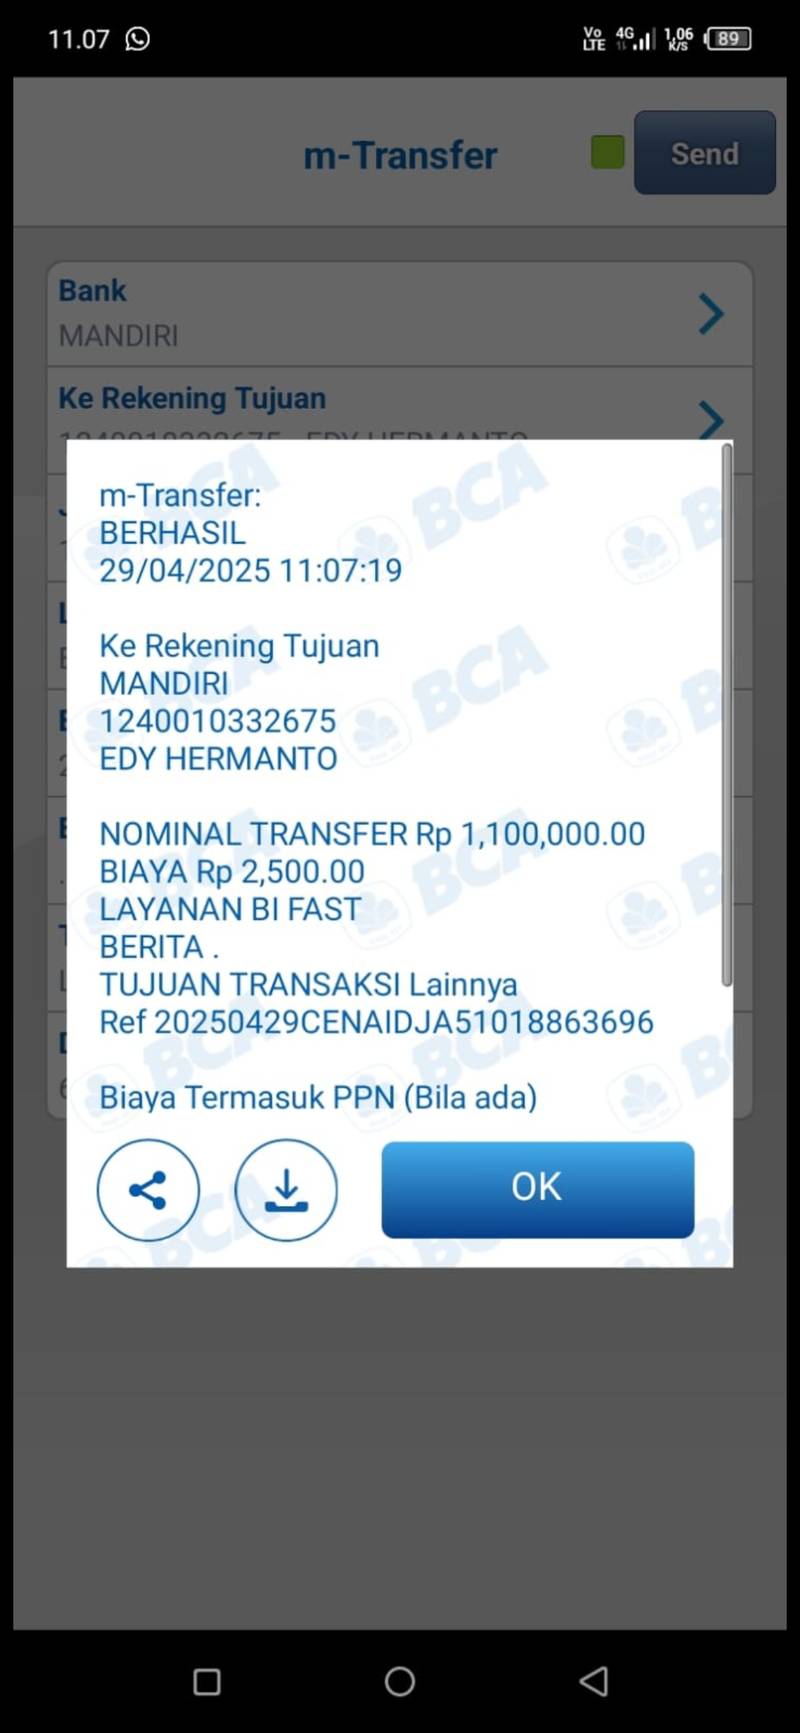 11.07
Vo LTE 4G 1,06 K/S 89
m-Transfer
Send
Bank
MANDIRI
Ke Rekening Tujuan
m-Transfer:
BERHASIL
29/04/2025 11:07:19
Ke Rekening Tujuan
MANDIRI
1240010332675
EDY HERMANTO
NOMINAL TRANSFER Rp 1,100,000.00
BIAYA Rp 2,500.00
LAYANAN BI FAST
BERITA .
TUJUAN TRANSAKSI Lainnya
Ref 20250429CENAIDJA51018863696
Biaya Termasuk PPN (Bila ada)
OK